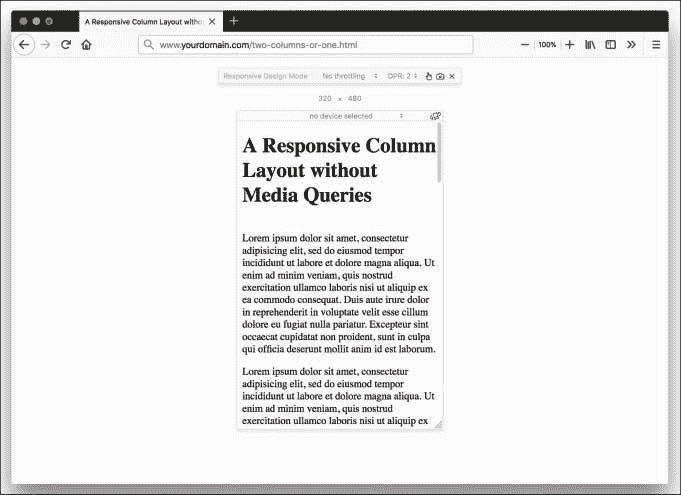 A Responsive Column Layout witho
www.yourdomain.com/two-columns-or-one.html
100%
Responsive Design Mode
No throttling
DPR: 2
320 × 480
no device selected
A Responsive Column
Layout without
Media Queries
Lorem ipsum dolor sit amet, consectetur
adipisicing elit, sed do eiusmod tempor
incididunt ut labore et dolore magna aliqua. Ut
enim ad minim veniam, quis nostrud
exercitation ullamco laboris nisi ut aliquip ex
ea commodo consequat. Duis aute irure dolor
in reprehenderit in voluptate velit esse cillum
dolore eu fugiat nulla pariatur. Excepteur sint
occaecat cupidatat non proident, sunt in culpa
qui officia deserunt mollit anim id est laborum.
Lorem ipsum dolor sit amet, consectetur
adipisicing elit, sed do eiusmod tempor
incididunt ut labore et dolore magna aliqua. Ut
enim ad minim veniam, quis nostrud
exercitation ullamco laboris nisi ut aliquip ex